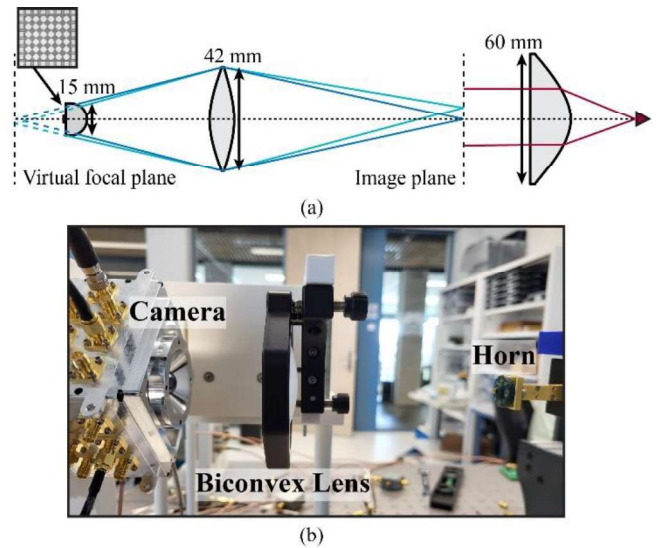 (a)
42 mm
60 mm
15 mm
Virtual focal plane
Image plane
(a)
(b)
Camera
Horn
Biconvex Lens
(b)